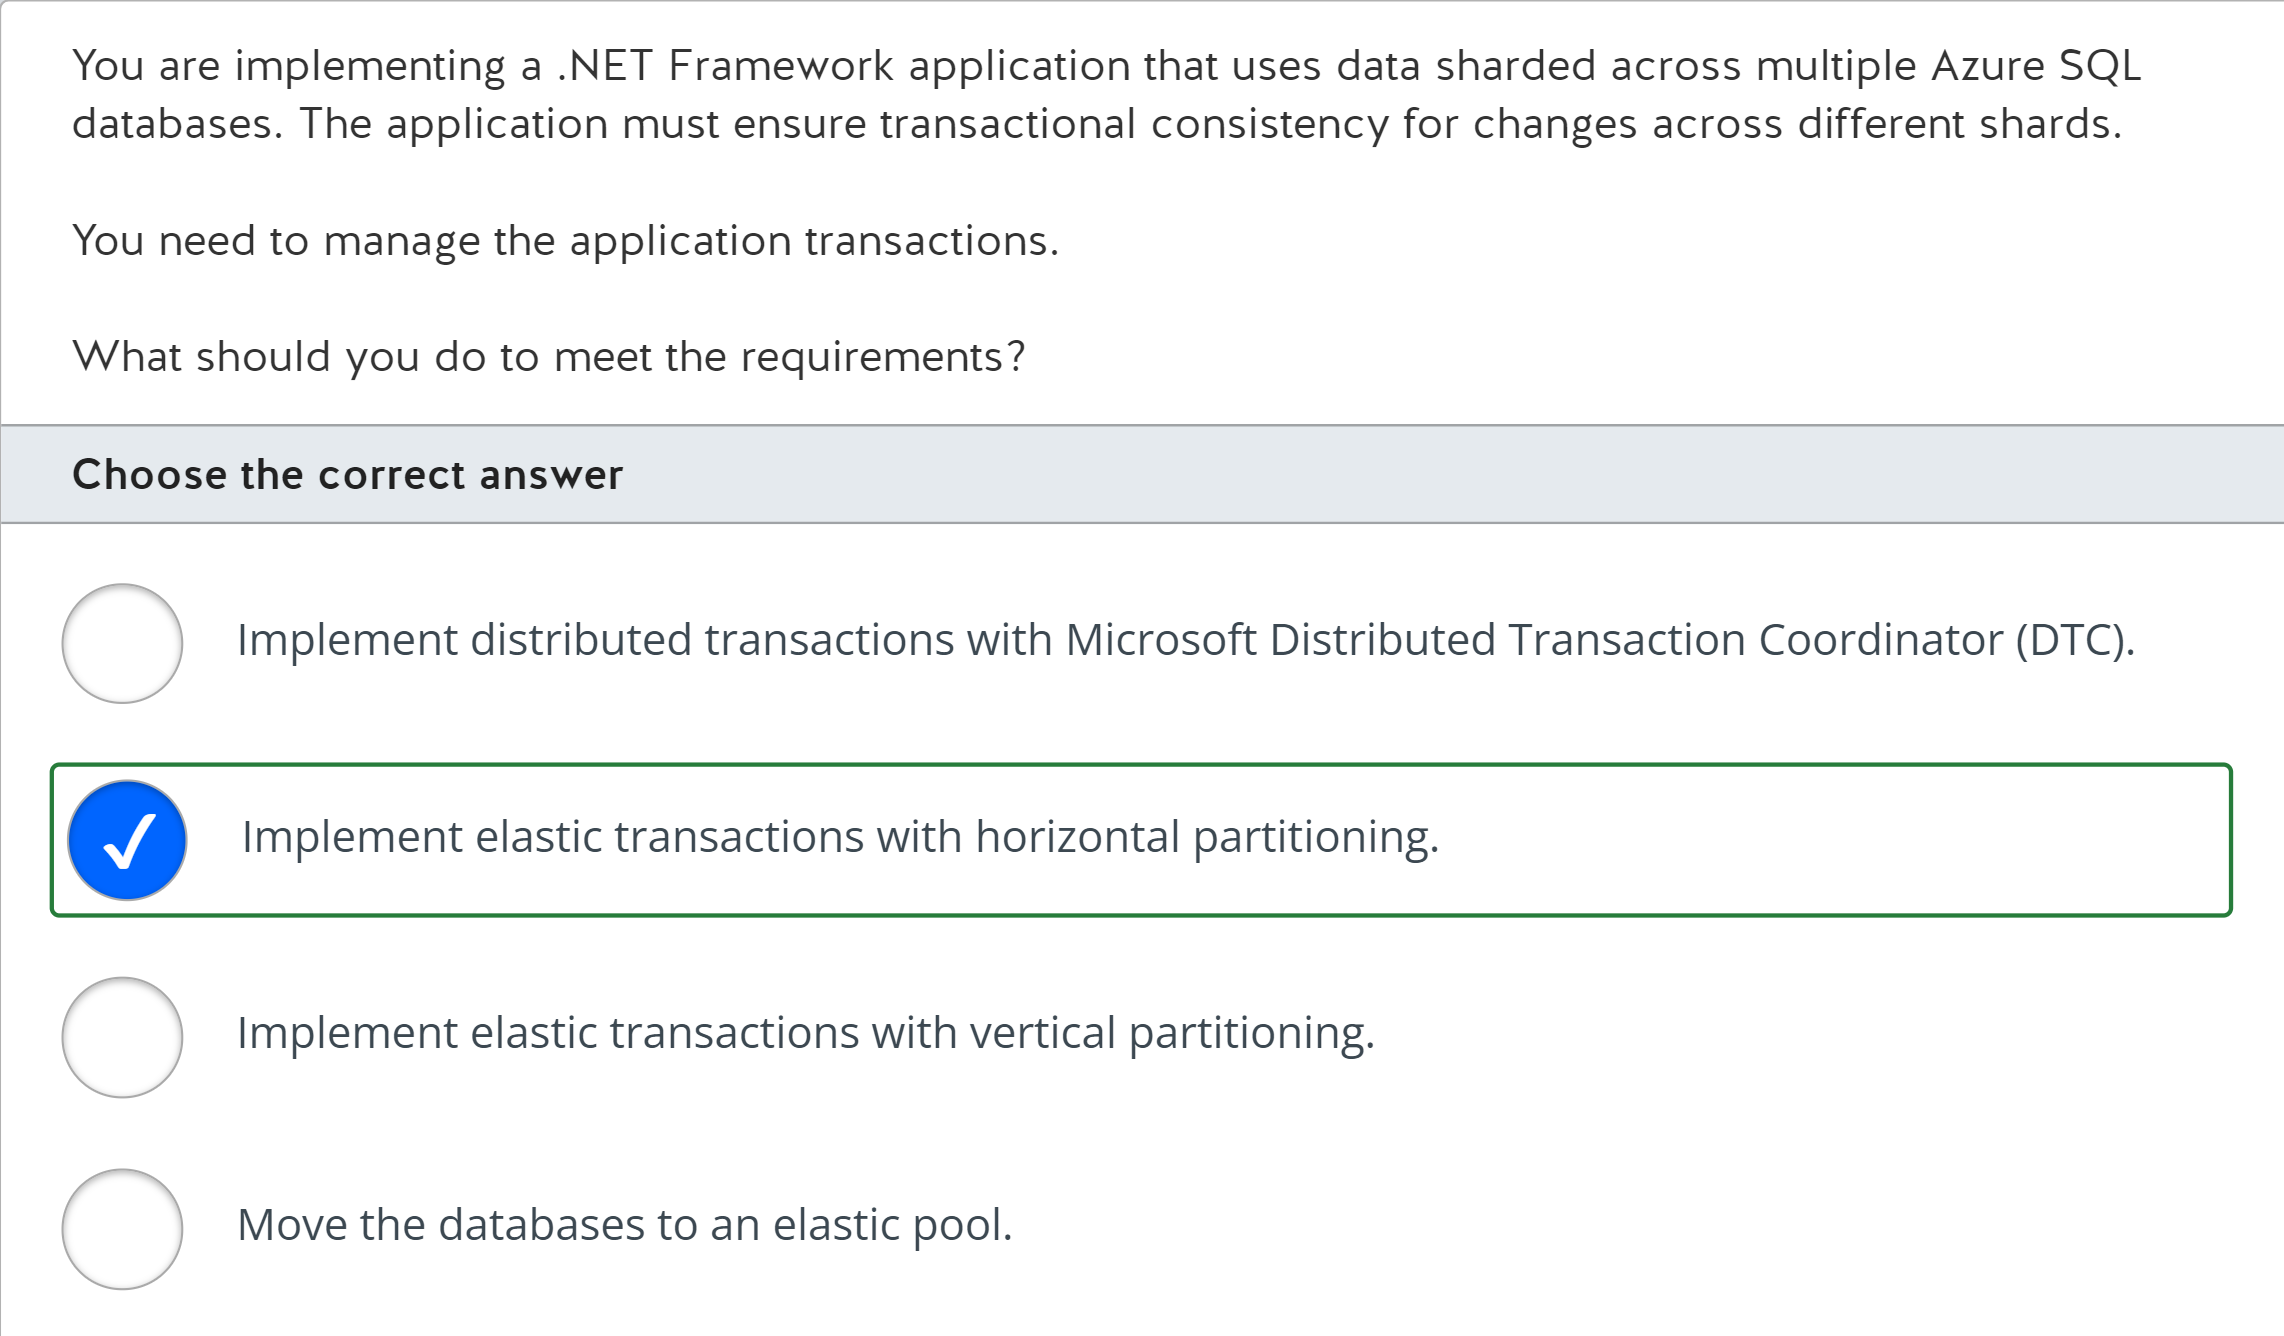 You are implementing a .NET Framework application that uses data sharded across multiple Azure SQL
databases. The application must ensure transactional consistency for changes across different shards.
You need to manage the application transactions.
What should you do to meet the requirements?
Choose the correct answer
Implement distributed transactions with Microsoft Distributed Transaction Coordinator (DTC).
Implement elastic transactions with horizontal partitioning.
Implement elastic transactions with vertical partitioning.
Move the databases to an elastic pool.